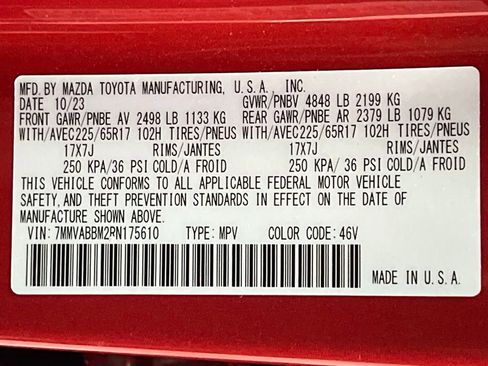 MFD. BY MAZDA TOYOTA MANUFACTURING, U.S.A., INC.
DATE 10/23 GVWR/PNBV 4848 LB 2199 KG
FRONT GAWR/PNBE AV 2498 LB 1133 KG REAR GAWR/PNBE AR 2379 LB 1079 KG
WITH/AVEC225/65R17 102H TIRES/PNEUS WITH/AVEC225/65R17 102H TIRES/PNEUS
17X7J RIMS/JANTES 17X7J RIMS/JANTES
250 KPA/36 PSI COLD/A FROID 250 KPA/36 PSI COLD/A FROID
THIS VEHICLE CONFORMS TO ALL APPLICABLE FEDERAL MOTOR VEHICLE
SAFETY,AND THEFT PREVENTION STANDARDS IN EFFECT ON THE DATE OF
MANUFACTURE SHOWN ABOVE.
VIN: 7MMVABBM2RN175610 TYPE: MPV COLOR CODE: 46V
MADE IN U.S.A.